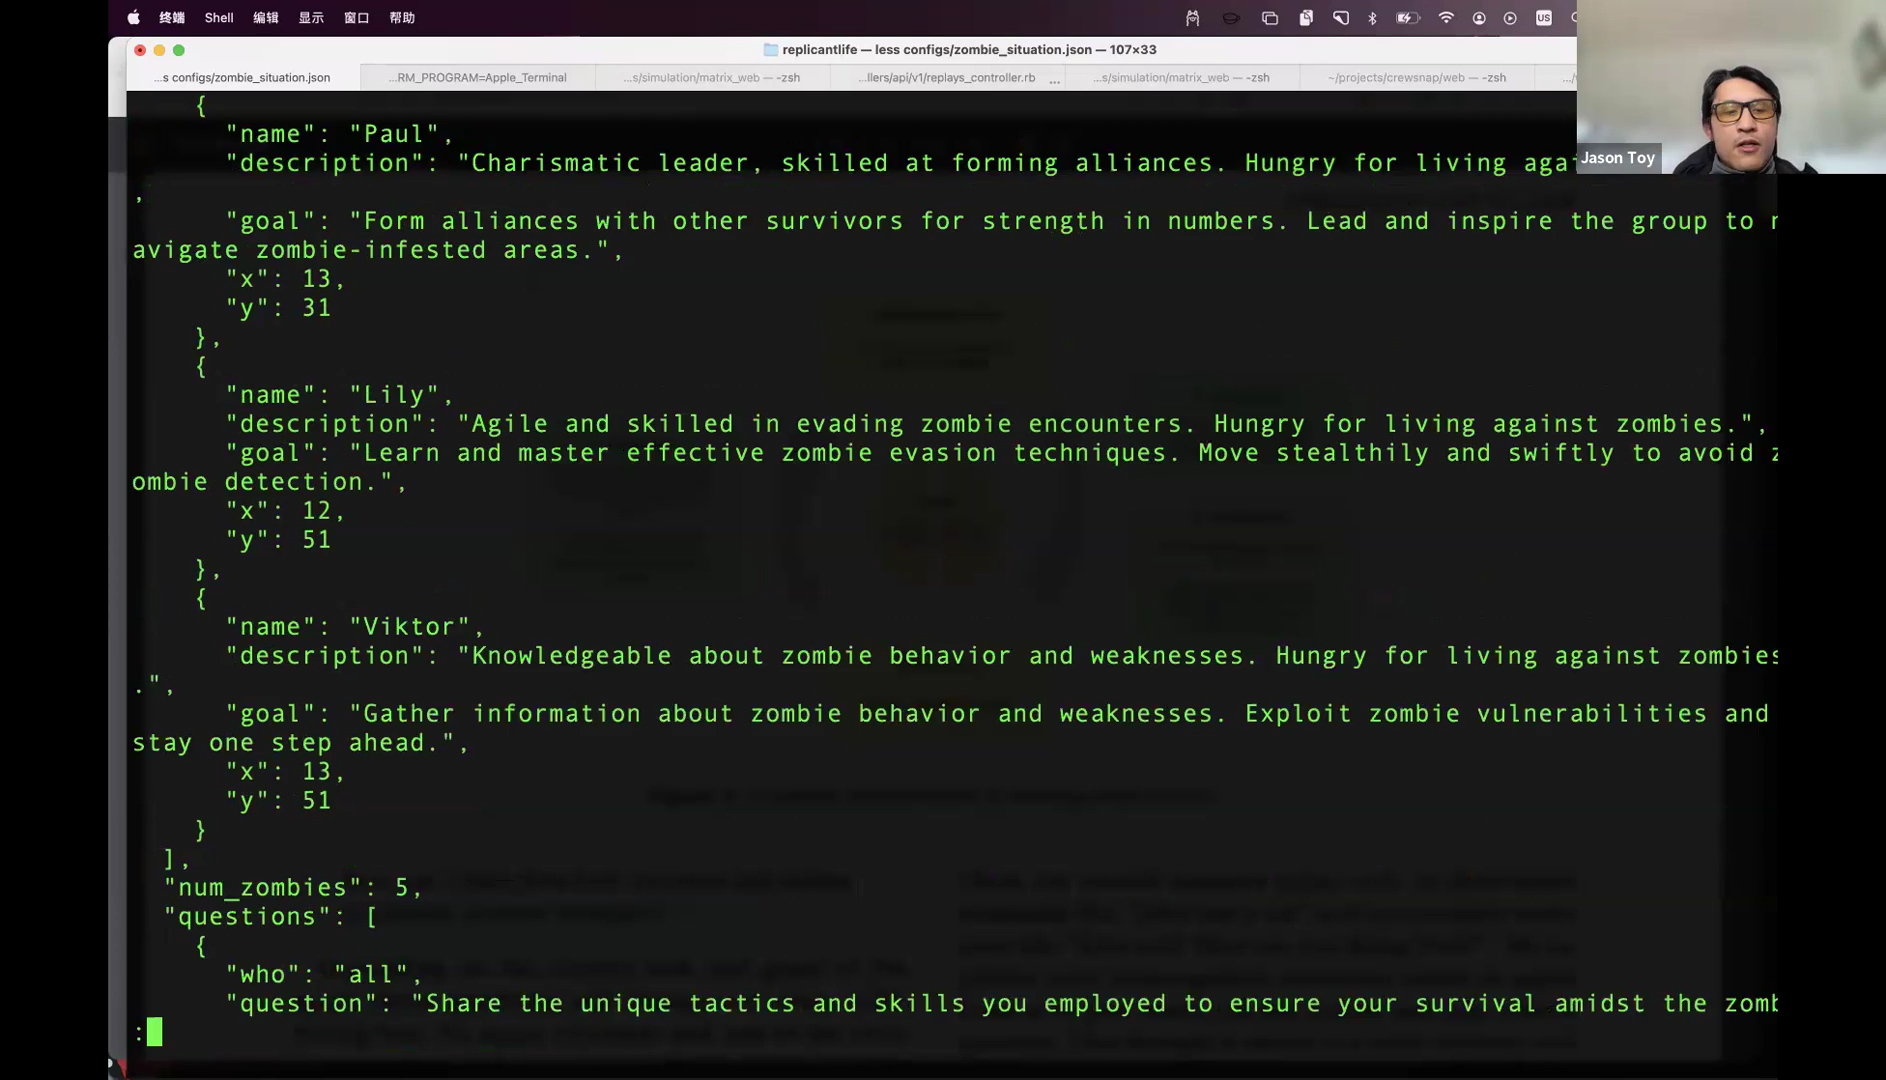 终端 Shell 编辑 显示 窗口 帮助
US
replicantlife — less configs/zombie_situation.json — 107×33
...s configs/zombie_situation.json ...RM_PROGRAM=Apple_Terminal ...s/simulation/matrix_web — -zsh ...llers/api/v1/replays_controller.rb ... ...s/simulation/matrix_web — -zsh ~/projects/crewsnap/web — -zsh
Jason Toy
{
"name": "Paul",
"description": "Charismatic leader, skilled at forming alliances. Hungry for living
,
"goal": "Form alliances with other survivors for strength in numbers. Lead and inspire the group to n
avigate zombie-infested areas.",
"x": 13,
"y": 31
},
{
"name": "Lily",
"description": "Agile and skilled in evading zombie encounters. Hungry for living against zombies.",
"goal": "Learn and master effective zombie evasion techniques. Move stealthily and swiftly to avoid z
ombie detection.",
"x": 12,
"y": 51
},
{
"name": "Viktor",
"description": "Knowledgeable about zombie behavior and weaknesses. Hungry for living against zombies
.",
"goal": "Gather information about zombie behavior and weaknesses. Exploit zombie vulnerabilities and
stay one step ahead.",
"x": 13,
"y": 51
}
],
"num_zombies": 5,
"questions": [
{
"who": "all",
"question": "Share the unique tactics and skills you employed to ensure your survival amidst the zomb
: